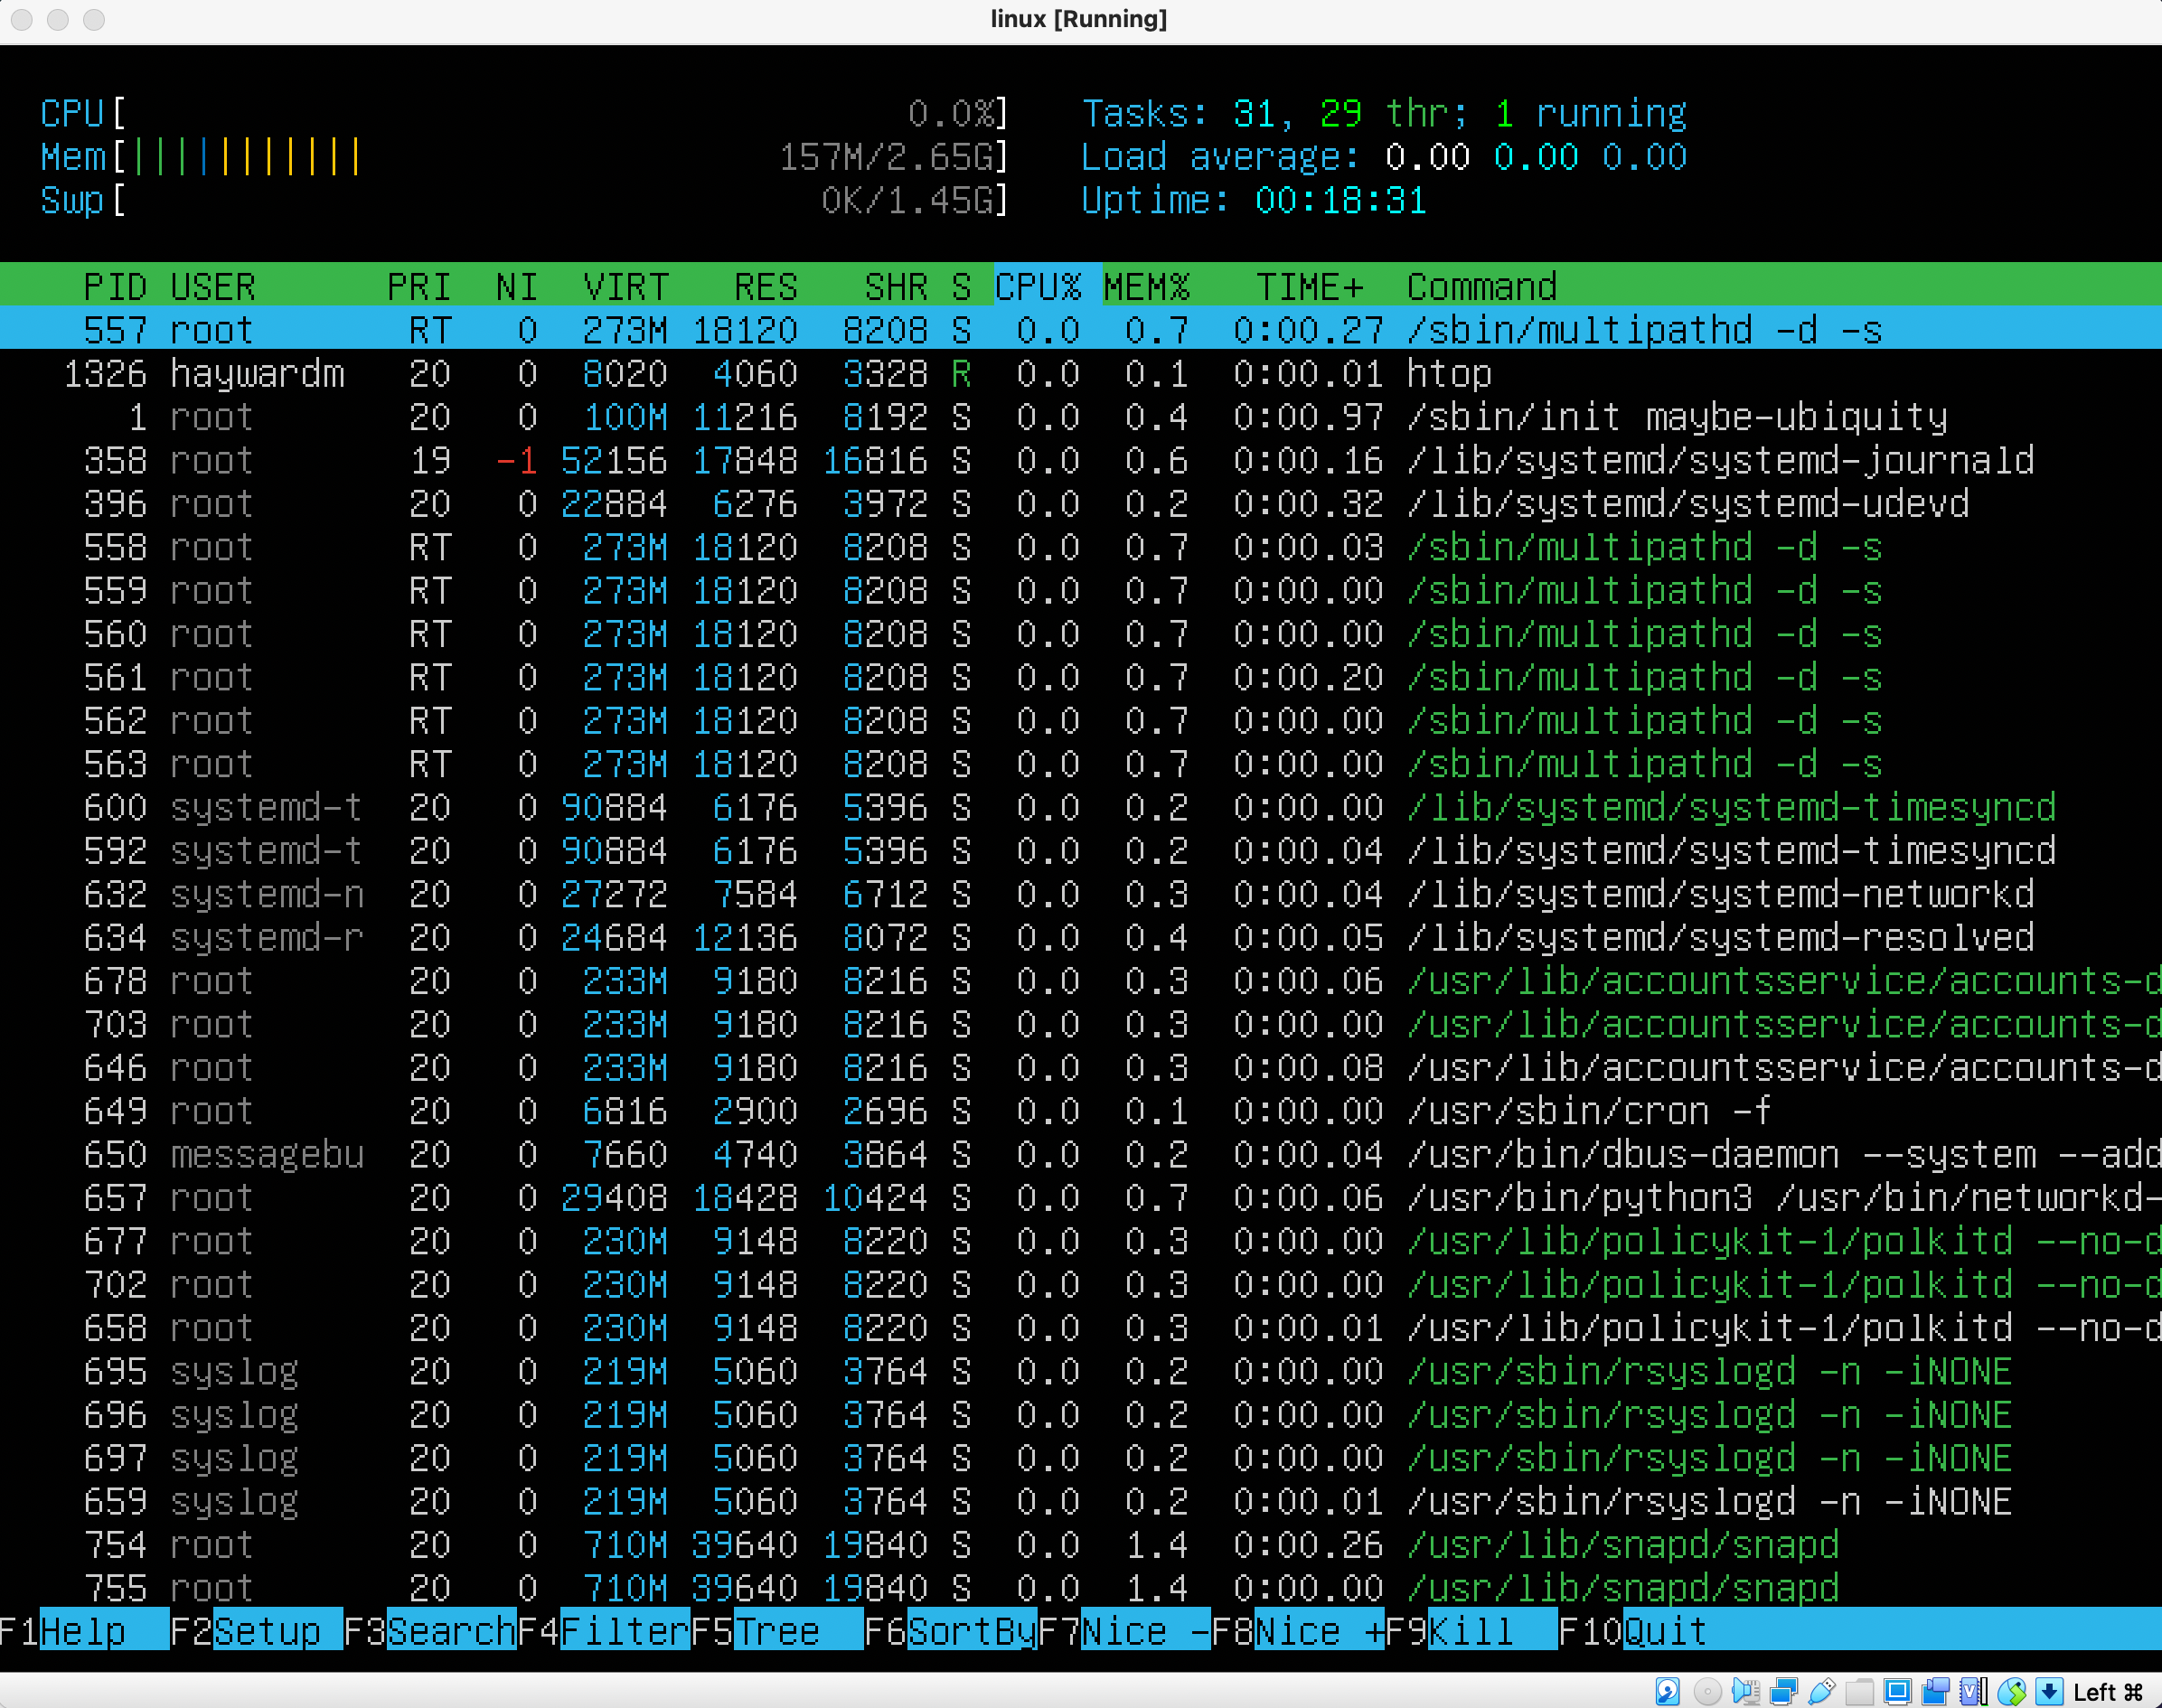 linux [Running]
CPU[ 0.0%] Tasks: 31, 29 thr; 1 running
Mem[||||||||||| 157M/2.65G] Load average: 0.00 0.00 0.00
Swp[ 0K/1.45G] Uptime: 00:18:31
PID USER PRI NI VIRT RES SHR S CPU% MEM% TIME+ Command
557 root RT 0 273M 18120 8208 S 0.0 0.7 0:00.27 /sbin/multipathd -d -s
1326 haywardm 20 0 8020 4060 3328 R 0.0 0.1 0:00.01 htop
1 root 20 0 100M 11216 8192 S 0.0 0.4 0:00.97 /sbin/init maybe-ubiquity
358 root 19 -1 52156 17848 16816 S 0.0 0.6 0:00.16 /lib/systemd/systemd-journald
396 root 20 0 22884 6276 3972 S 0.0 0.2 0:00.32 /lib/systemd/systemd-udevd
558 root RT 0 273M 18120 8208 S 0.0 0.7 0:00.03 /sbin/multipathd -d -s
559 root RT 0 273M 18120 8208 S 0.0 0.7 0:00.00 /sbin/multipathd -d -s
560 root RT 0 273M 18120 8208 S 0.0 0.7 0:00.00 /sbin/multipathd -d -s
561 root RT 0 273M 18120 8208 S 0.0 0.7 0:00.20 /sbin/multipathd -d -s
562 root RT 0 273M 18120 8208 S 0.0 0.7 0:00.00 /sbin/multipathd -d -s
563 root RT 0 273M 18120 8208 S 0.0 0.7 0:00.00 /sbin/multipathd -d -s
600 systemd-t 20 0 90884 6176 5396 S 0.0 0.2 0:00.00 /lib/systemd/systemd-timesyncd
592 systemd-t 20 0 90884 6176 5396 S 0.0 0.2 0:00.04 /lib/systemd/systemd-timesyncd
632 systemd-n 20 0 27272 7584 6712 S 0.0 0.3 0:00.04 /lib/systemd/systemd-networkd
634 systemd-r 20 0 24684 12136 8072 S 0.0 0.4 0:00.05 /lib/systemd/systemd-resolved
678 root 20 0 233M 9180 8216 S 0.0 0.3 0:00.06 /usr/lib/accountsservice/accounts-d
703 root 20 0 233M 9180 8216 S 0.0 0.3 0:00.00 /usr/lib/accountsservice/accounts-d
646 root 20 0 233M 9180 8216 S 0.0 0.3 0:00.08 /usr/lib/accountsservice/accounts-d
649 root 20 0 6816 2900 2696 S 0.0 0.1 0:00.00 /usr/sbin/cron -f
650 messagebu 20 0 7660 4740 3864 S 0.0 0.2 0:00.04 /usr/bin/dbus-daemon --system --add
657 root 20 0 29408 18428 10424 S 0.0 0.7 0:00.06 /usr/bin/python3 /usr/bin/networkd-
677 root 20 0 230M 9148 8220 S 0.0 0.3 0:00.00 /usr/lib/policykit-1/polkitd --no-d
702 root 20 0 230M 9148 8220 S 0.0 0.3 0:00.00 /usr/lib/policykit-1/polkitd --no-d
658 root 20 0 230M 9148 8220 S 0.0 0.3 0:00.01 /usr/lib/policykit-1/polkitd --no-d
695 syslog 20 0 219M 5060 3764 S 0.0 0.2 0:00.00 /usr/sbin/rsyslogd -n -iNONE
696 syslog 20 0 219M 5060 3764 S 0.0 0.2 0:00.00 /usr/sbin/rsyslogd -n -iNONE
697 syslog 20 0 219M 5060 3764 S 0.0 0.2 0:00.00 /usr/sbin/rsyslogd -n -iNONE
659 syslog 20 0 219M 5060 3764 S 0.0 0.2 0:00.01 /usr/sbin/rsyslogd -n -iNONE
754 root 20 0 710M 39640 19840 S 0.0 1.4 0:00.26 /usr/lib/snapd/snapd
755 root 20 0 710M 39640 19840 S 0.0 1.4 0:00.00 /usr/lib/snapd/snapd
F1Help F2Setup F3SearchF4FilterF5Tree F6SortByF7Nice -F8Nice +F9Kill F10Quit
Left ⌘